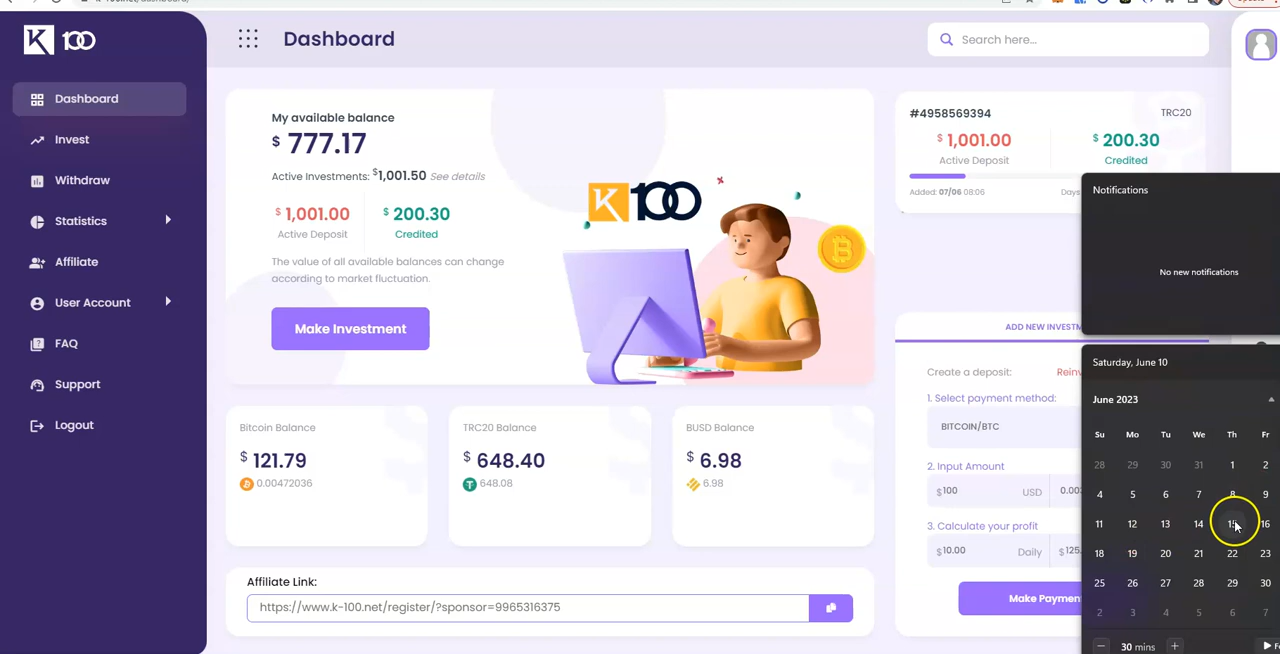 K 100
Dashboard
Invest
Withdraw
Statistics
Affiliate
User Account
FAQ
Support
Logout
Dashboard
Search here...
My available balance
$ 777.17
Active Investments: $1,001.50 See details
$ 1,001.00 $ 200.30
Active Deposit Credited
The value of all available balances can change
according to market fluctuation.
Make Investment
K100
Bitcoin Balance
$ 121.79
0.00472036
TRC20 Balance
$ 648.40
648.08
BUSD Balance
$ 6.98
6.98
Affiliate Link:
https://www.k-100.net/register/?sponsor=9965316375
#4958569394 TRC20
$ 1,001.00 $ 200.30
Active Deposit Credited
Added: 07/06 08:06 Days
ADD NEW INVESTM
Create a deposit: Reinv
1. Select payment method:
BITCOIN/BTC
2. Input Amount
$100 USD 0.003
3. Calculate your profit
$10.00 Daily $125.
Make Paymen
Notifications
No new notifications
Saturday, June 10
June 2023
Su Mo Tu We Th Fr
28 29 30 31 1 2
4 5 6 7 8 9
11 12 13 14 15 16
18 19 20 21 22 23
25 26 27 28 29 30
2 3 4 5 6 7
30 mins